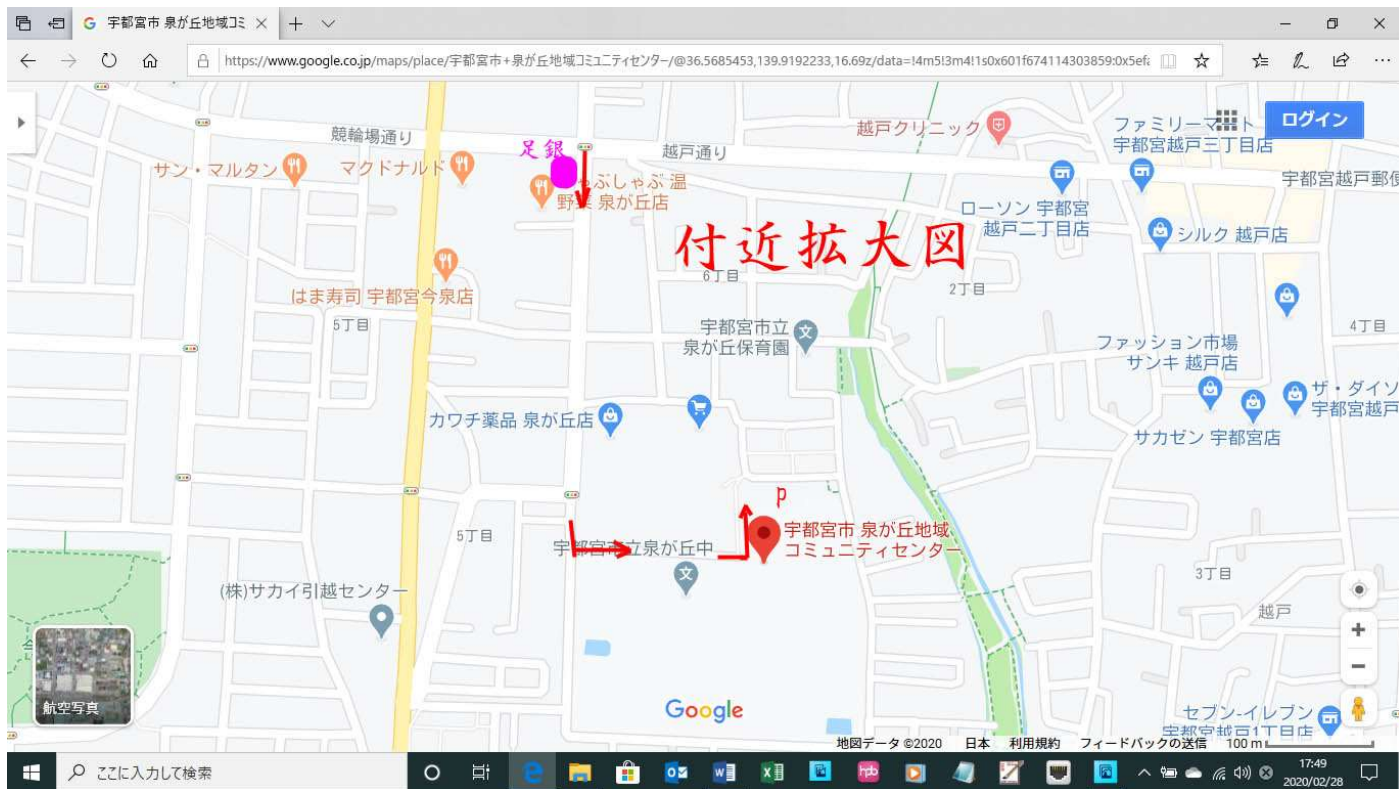 宇都宮市 泉が丘地域コミ
https://www.google.co.jp/maps/place/宇都宮市+泉が丘地域コミュニティセンター/@36.5685453,139.9192233,16.69z/data=!4m5!3m4!1s0x601f674114303859:0x5efa
ログイン
競輪場通り
足銀
越戸通り
越戸クリニック
ファミリーマート
宇都宮越戸三丁目店
サン・マルタン
マクドナルド
ゃぶしゃぶ 温
野菜 泉が丘店
宇都宮越戸郵便
ローソン 宇都宮
越戸二丁目店
シルク 越戸店
付近拡大図
はま寿司 宇都宮今泉店
6丁目
2丁目
5丁目
宇都宮市立
泉が丘保育園
4丁目
ファッション市場
サンキ 越戸店
カワチ薬品 泉が丘店
ザ・ダイソ
宇都宮越戸
サカゼン 宇都宮店
P
5丁目
宇都宮市立泉が丘中
宇都宮市 泉が丘地域
コミュニティセンター
(株)サカイ引越センター
3丁目
越戸
航空写真
Google
セブン-イレブン
宇都宮越戸1丁目店
地図データ ©2020 日本 利用規約 フィードバックの送信 100 m
ここに入力して検索
17:49
2020/02/28